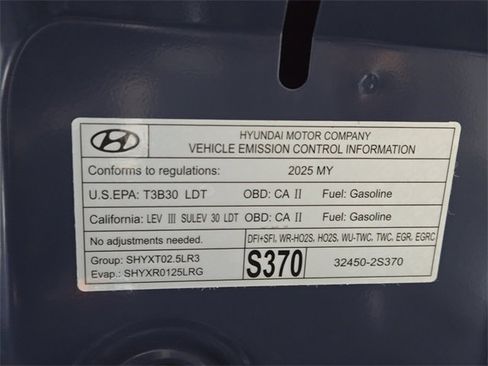 HYUNDAI MOTOR COMPANY
VEHICLE EMISSION CONTROL INFORMATION
Conforms to regulations: 2025 MY
U.S.EPA: T3B30 LDT OBD: CA II Fuel: Gasoline
California: LEV III SULEV 30 LDT OBD: CA II Fuel: Gasoline
No adjustments needed. DFI+SFI, WR-HO2S, HO2S, WU-TWC, TWC, EGR, EGRC
Group: SHYXT02.5LR3
Evap.: SHYXR0125LRG
S370 32450-2S370